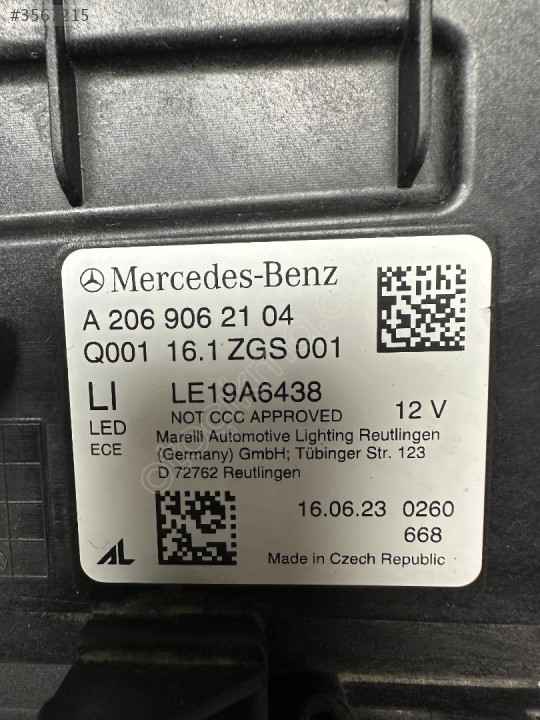 #3567215
Mercedes-Benz
A 206 906 21 04
Q001 16.1 ZGS 001
LI LE19A6438
NOT CCC APPROVED 12 V
LED
ECE
Marelli Automotive Lighting Reutlingen
(Germany) GmbH; Tübinger Str. 123
D 72762 Reutlingen
16.06.23 0260
668
AL Made in Czech Republic